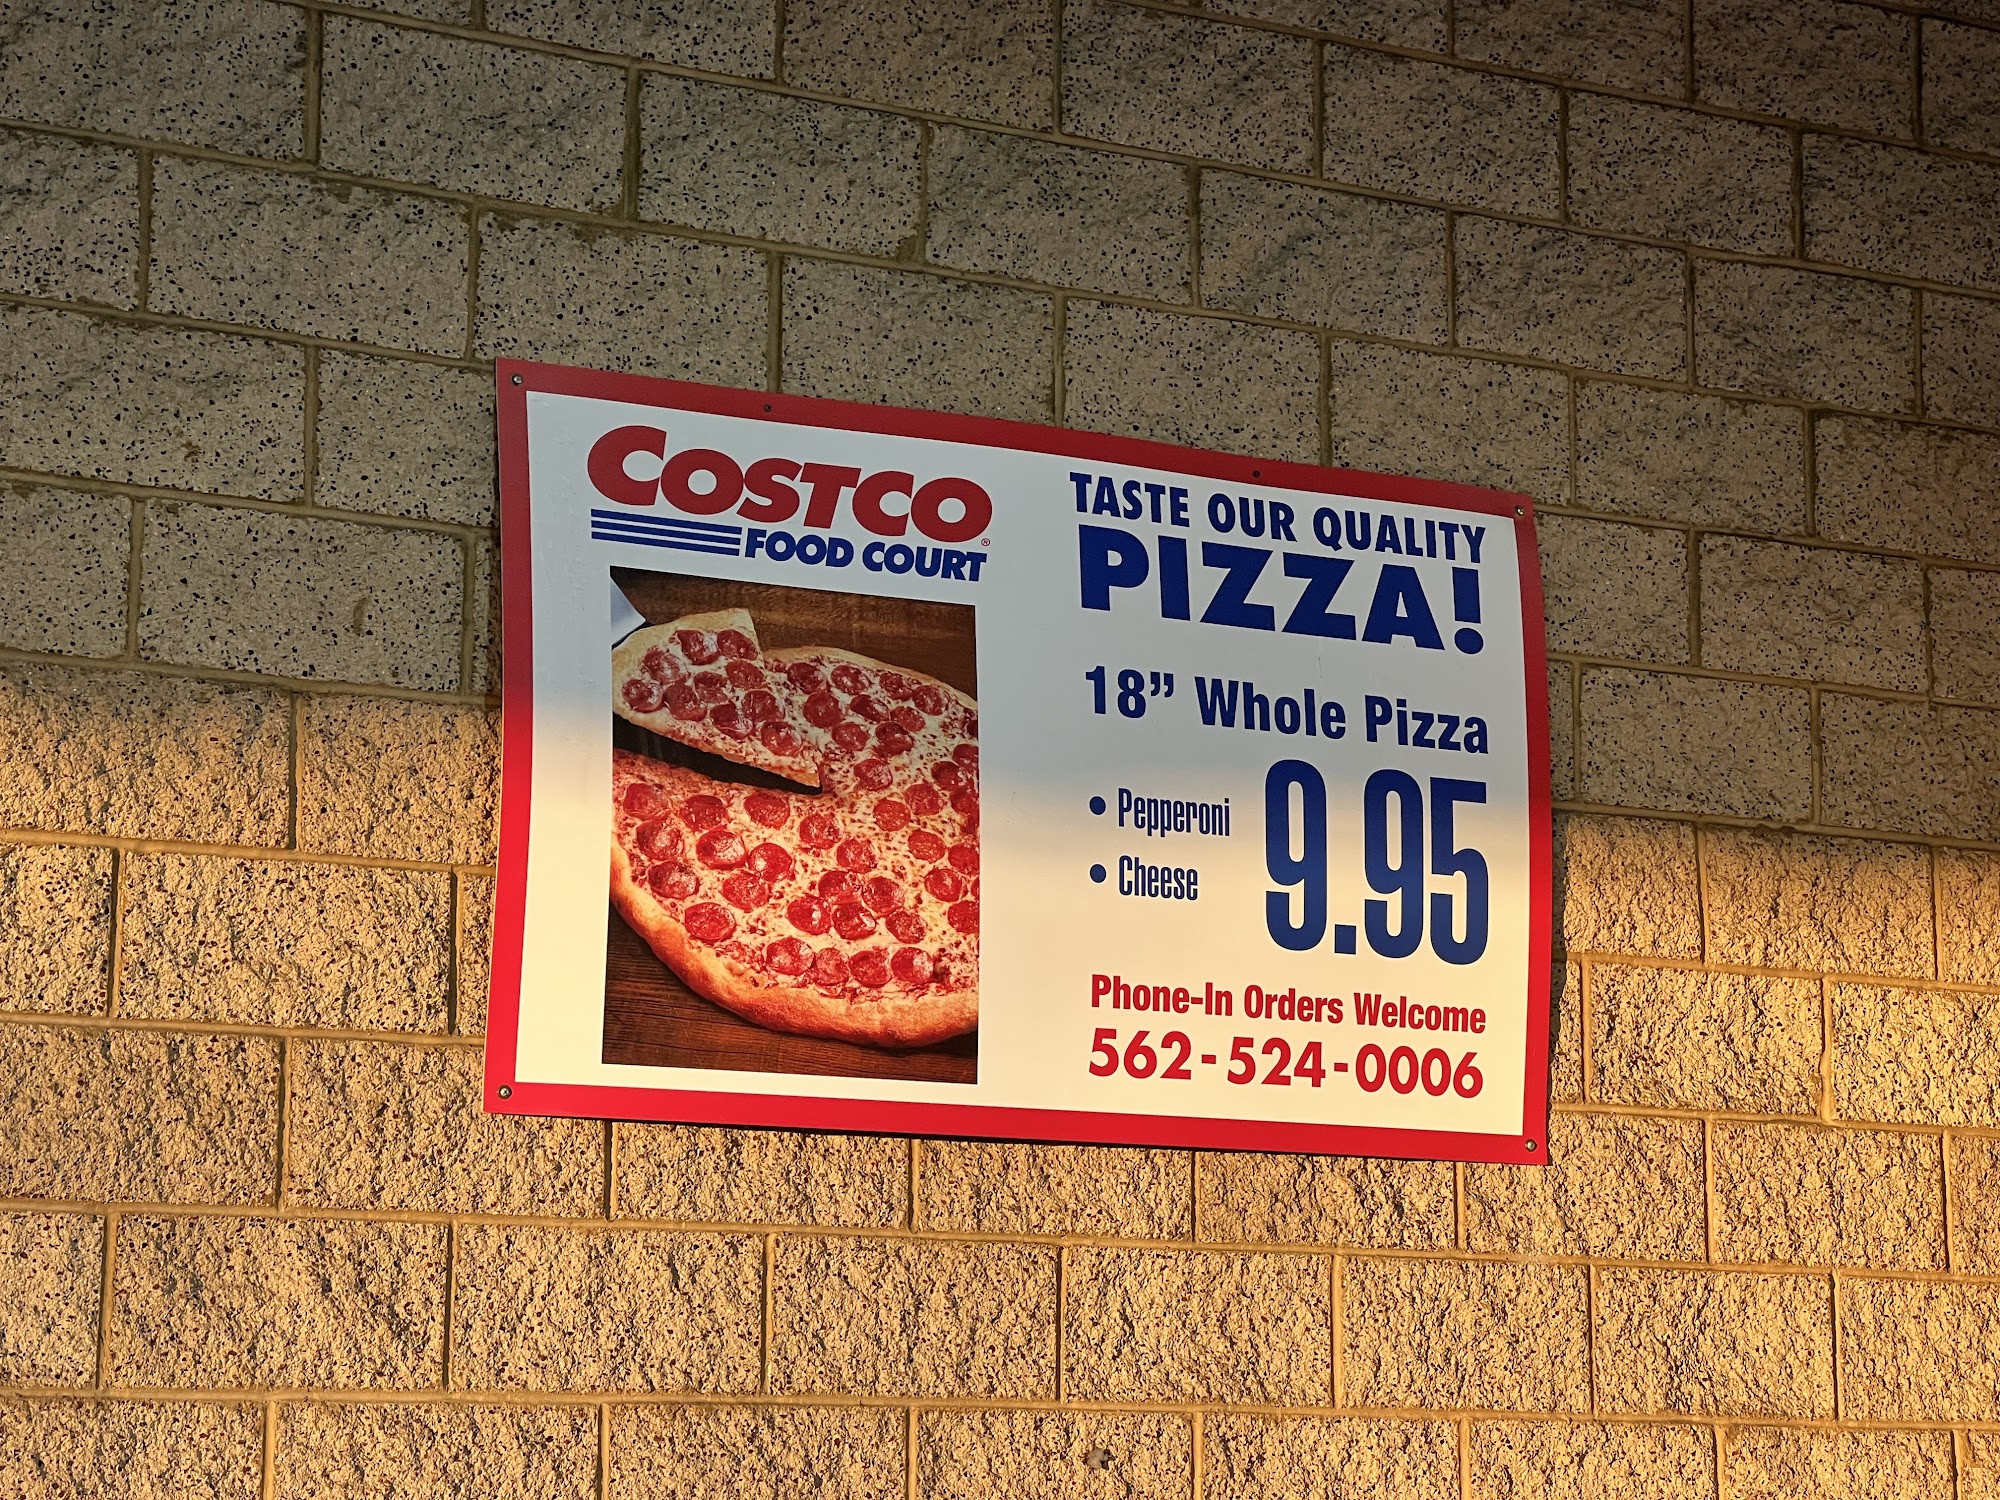 COSTCO®
FOOD COURT
TASTE OUR QUALITY
PIZZA!
18” Whole Pizza
• Pepperoni
• Cheese
9.95
Phone-In Orders Welcome
562-524-0006